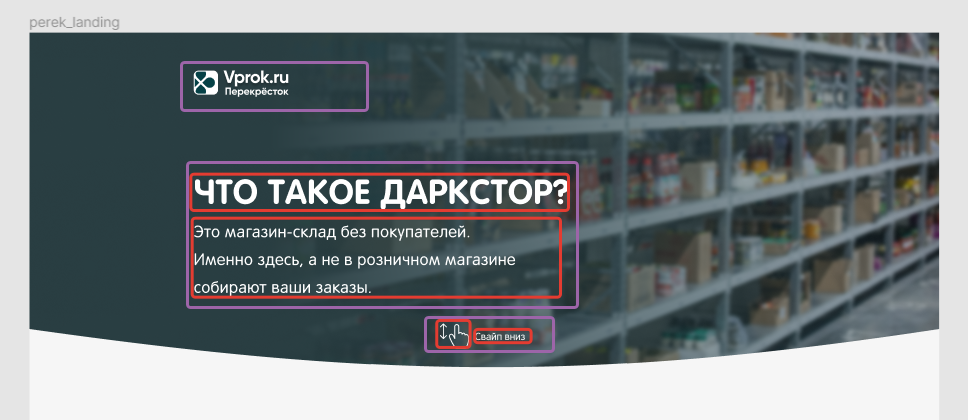 perek_landing
Vprok.ru
Перекрёсток
ЧТО ТАКОЕ ДАРКСТОР?
Это магазин-склад без покупателей.
Именно здесь, а не в розничном магазине
собирают ваши заказы.
Свайп вниз